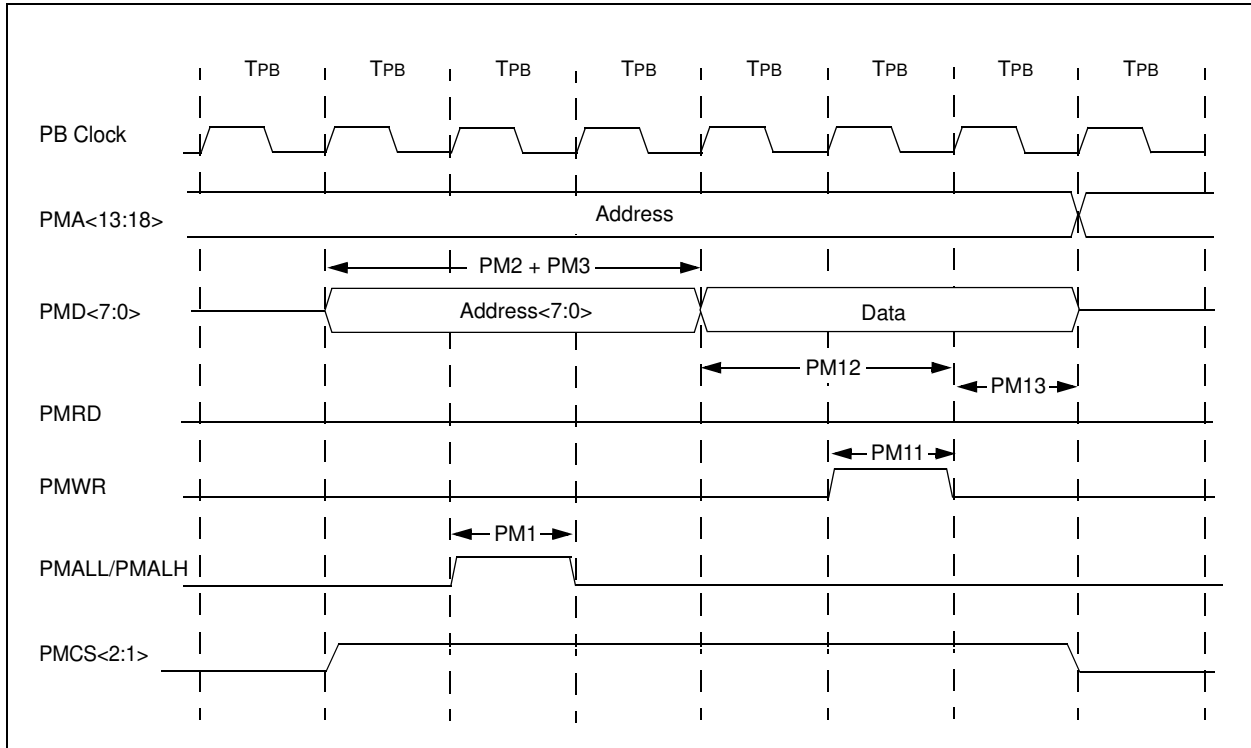 TPB TPB TPB TPB TPB TPB TPB TPB
PB Clock
PMA<13:18>
Address
PM2 + PM3
PMD<7:0>
Address<7:0>
Data
PM12
PM13
PMRD
PM11
PMWR
PM1
PMALL/PMALH
PMCS<2:1>